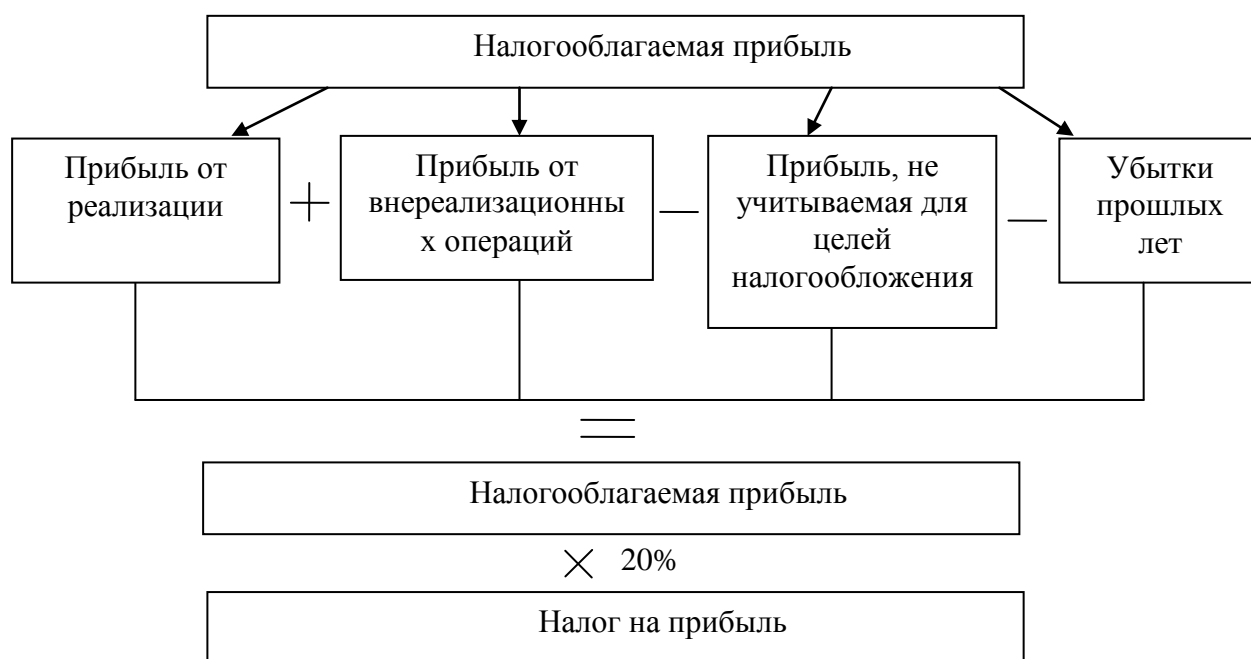 Налогооблагаемая прибыль
Прибыль от
реализации
+
Прибыль от
внереализационны
х операций
—
Прибыль, не
учитываемая для
целей
налогообложения
—
Убытки
прошлых
лет
=
Налогооблагаемая прибыль
× 20%
Налог на прибыль